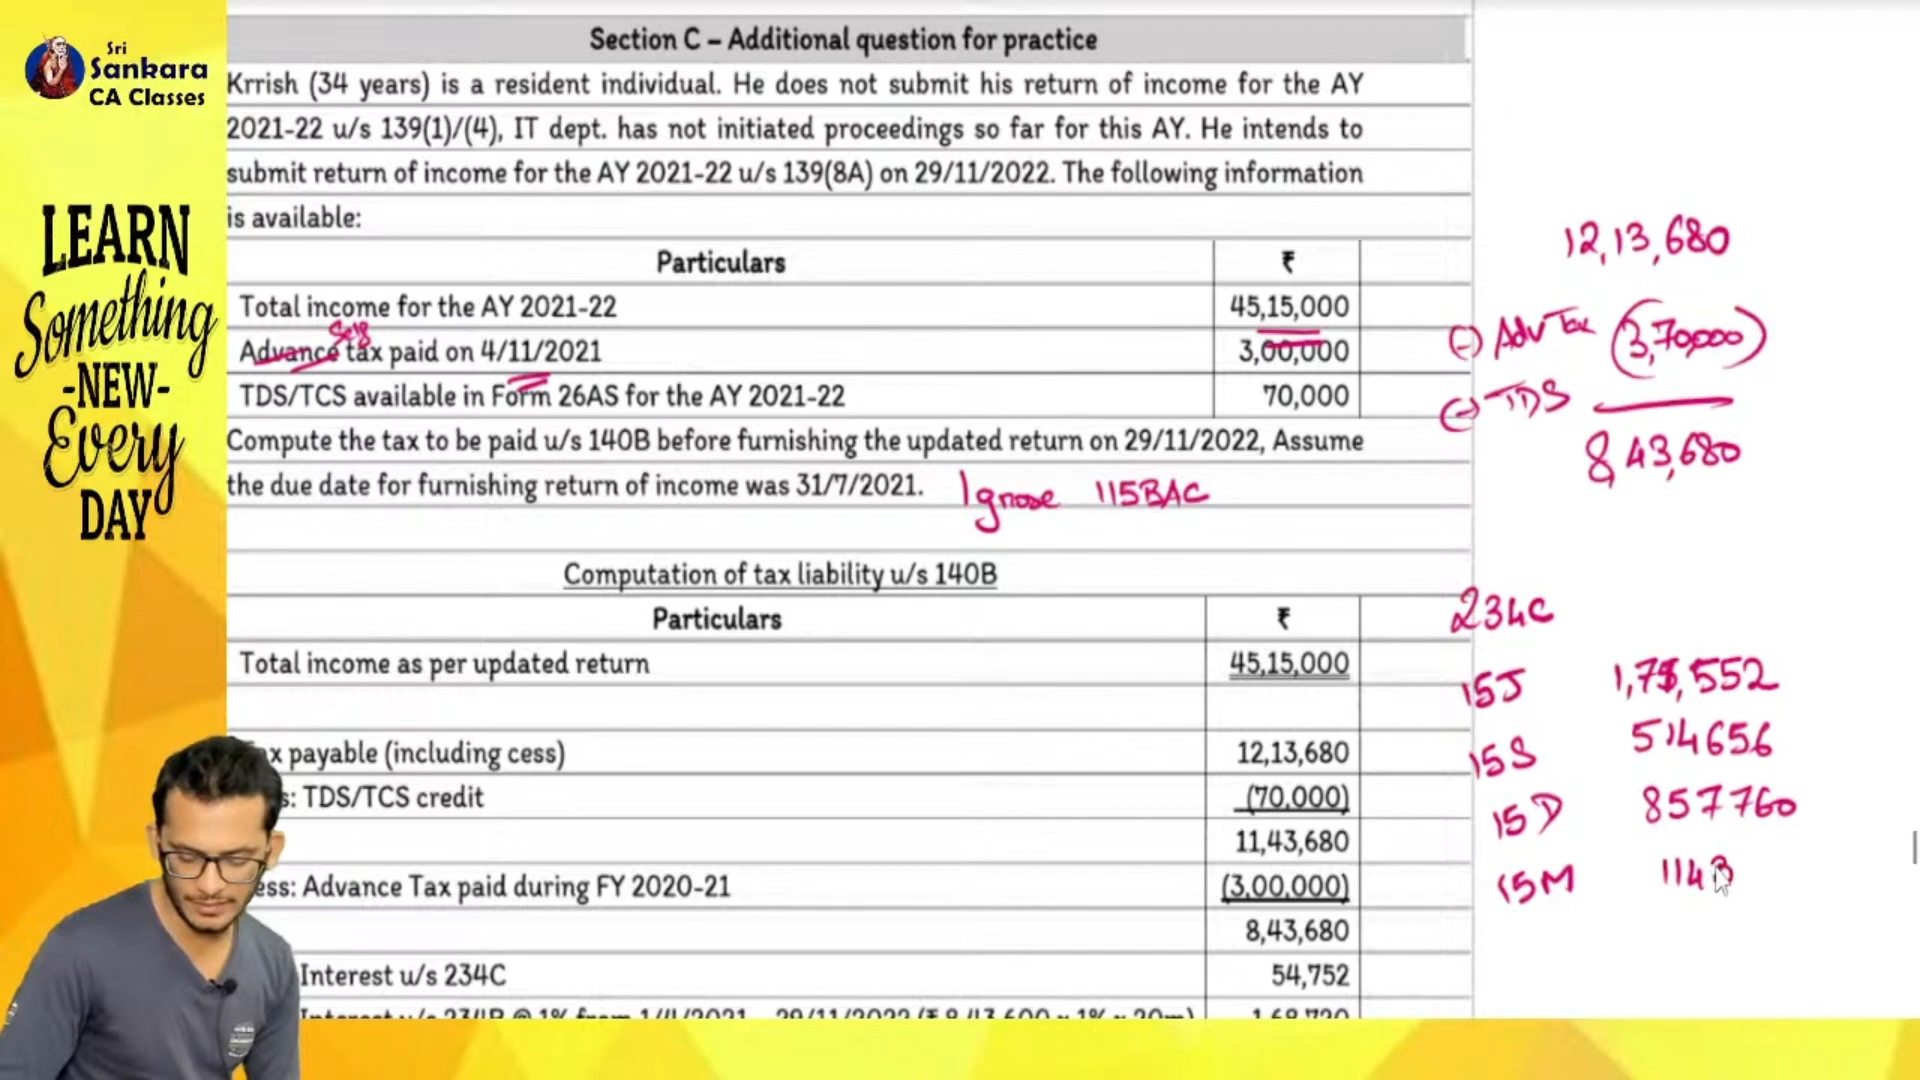 Sri
Sankara
CA Classes
LEARN
Something
-NEW-
Every
DAY
Section C – Additional question for practice
Krrish (34 years) is a resident individual. He does not submit his return of income for the AY
2021-22 u/s 139(1)/(4), IT dept. has not initiated proceedings so far for this AY. He intends to
submit return of income for the AY 2021-22 u/s 139(8A) on 29/11/2022. The following information
is available:
Particulars ₹
Total income for the AY 2021-22 45,15,000
Self
Advance tax paid on 4/11/2021 3,00,000
TDS/TCS available in Form 26AS for the AY 2021-22 70,000
Compute the tax to be paid u/s 140B before furnishing the updated return on 29/11/2022, Assume
the due date for furnishing return of income was 31/7/2021. Ignore 115BAC
Computation of tax liability u/s 140B
Particulars ₹
Total income as per updated return 45,15,000
x payable (including cess) 12,13,680
s: TDS/TCS credit (70,000)
11,43,680
ess: Advance Tax paid during FY 2020-21 (3,00,000)
8,43,680
Interest u/s 234C 54,752
12,13,680
(-) Adv Tax (3,70,000)
(-) TDS
8,43,680
234C
15J 1,71,552
15S 514656
15D 857760
15M 1143